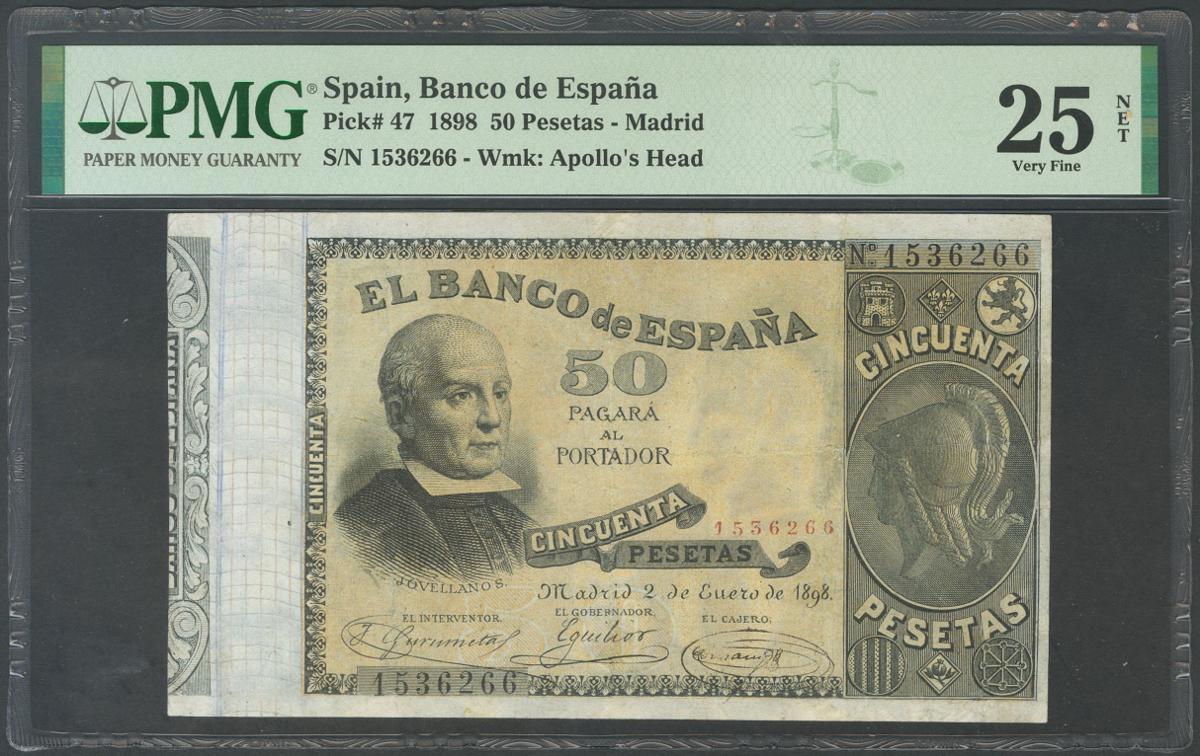 PMG®
PAPER MONEY GUARANTY
Spain, Banco de España
Pick# 47 1898 50 Pesetas - Madrid
S/N 1536266 - Wmk: Apollo's Head
25
NET
Very Fine
Nº. 1536266
EL BANCO de ESPAÑA
50
PAGARÁ
AL
PORTADOR
CINCUENTA
PESETAS
1536266
CINCUENTA
JOVELLANOS.
Madrid 2 de Enero de 1898.
EL INTERVENTOR.
EL GOBERNADOR,
EL CAJERO,
1536266
CINCUENTA
PESETAS